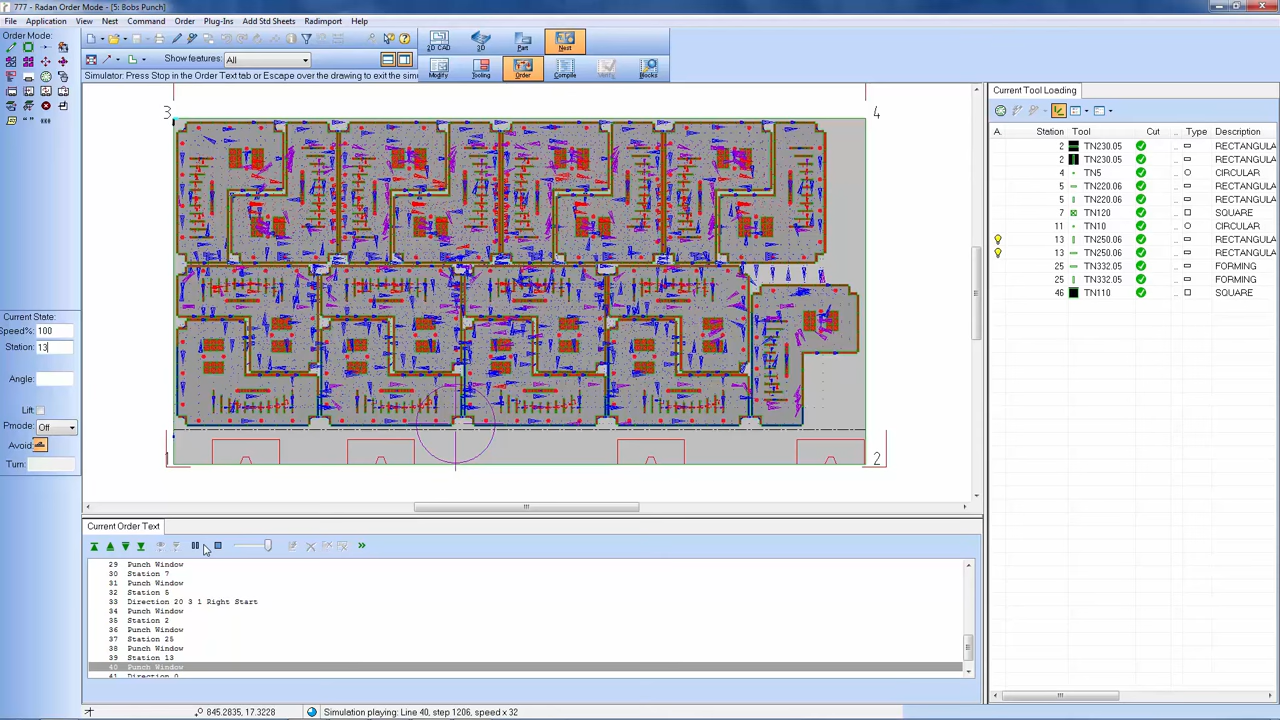 777 - Radan Order Mode - [5: Bobs Punch]
File Application View Nest Command Order Plug-Ins Add Std Sheets Radimport Help
Order Mode:
Show features: All
Simulator: Press Stop in the Order Text tab or Escape over the drawing to exit the simu
2D CAD 3D Part Nest
Modify Tooling Order Compile Verify Blocks
Current State:
Speed%: 100
Station: 13
Angle:
Lift:
Pmode: Off
Avoid:
Turn:
3 4
1 2
Current Tool Loading
A. Station Tool Cut ... Type Description
2 TN230.05 ... RECTANGULA
2 TN230.05 ... RECTANGULA
4 TN5 ... CIRCULAR
5 TN220.06 ... RECTANGULA
5 TN220.06 ... RECTANGULA
7 TN120 ... SQUARE
11 TN10 ... CIRCULAR
13 TN250.06 ... RECTANGULA
13 TN250.06 ... RECTANGULA
25 TN332.05 ... FORMING
25 TN332.05 ... FORMING
46 TN110 ... SQUARE
Current Order Text
29 Punch Window
30 Station 7
31 Punch Window
32 Station 5
33 Direction 20 3 1 Right Start
34 Punch Window
35 Station 2
36 Punch Window
37 Station 25
38 Punch Window
39 Station 13
40 Punch Window
41 Direction 0
845.2835, 17.3228 Simulation playing: Line 40, step 1206, speed x 32